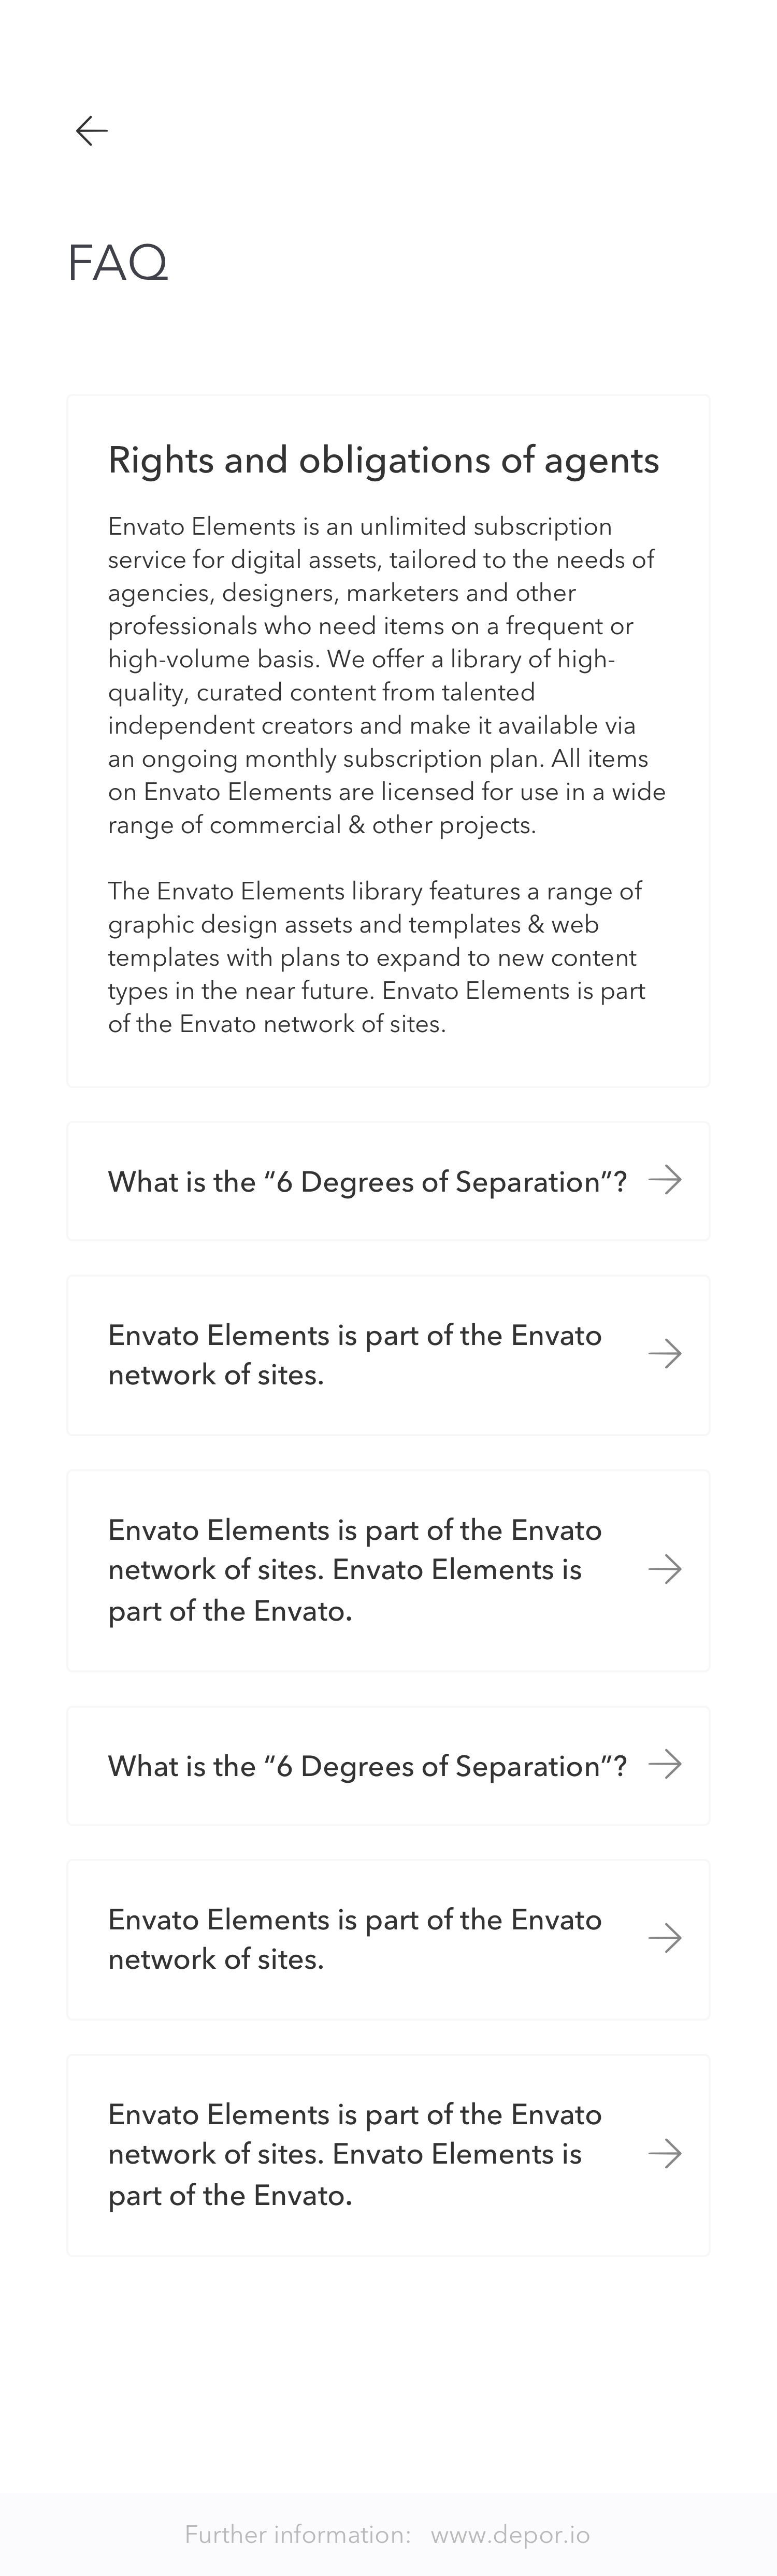 FAQ
Rights and obligations of agents
Envato Elements is an unlimited subscription
service for digital assets, tailored to the needs of
agencies, designers, marketers and other
professionals who need items on a frequent or
high-volume basis. We offer a library of high-
quality, curated content from talented
independent creators and make it available via
an ongoing monthly subscription plan. All items
on Envato Elements are licensed for use in a wide
range of commercial & other projects.
The Envato Elements library features a range of
graphic design assets and templates & web
templates with plans to expand to new content
types in the near future. Envato Elements is part
of the Envato network of sites.
What is the “6 Degrees of Separation”?
Envato Elements is part of the Envato
network of sites.
Envato Elements is part of the Envato
network of sites. Envato Elements is
part of the Envato.
What is the “6 Degrees of Separation”?
Envato Elements is part of the Envato
network of sites.
Envato Elements is part of the Envato
network of sites. Envato Elements is
part of the Envato.
Further information: www.depor.io